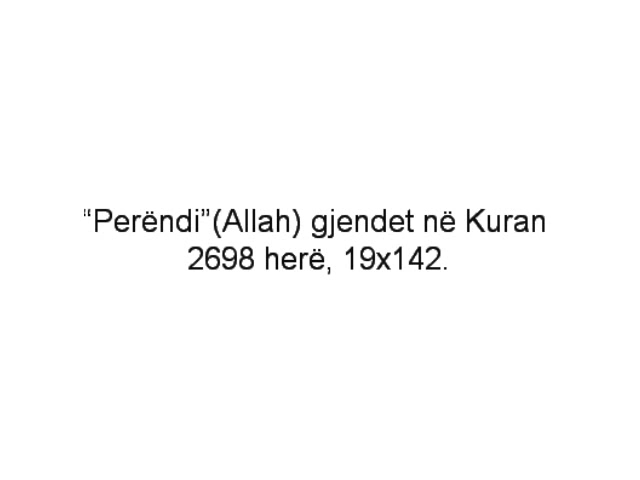 “Perëndi”(Allah) gjendet në Kuran
2698 herë, 19x142.